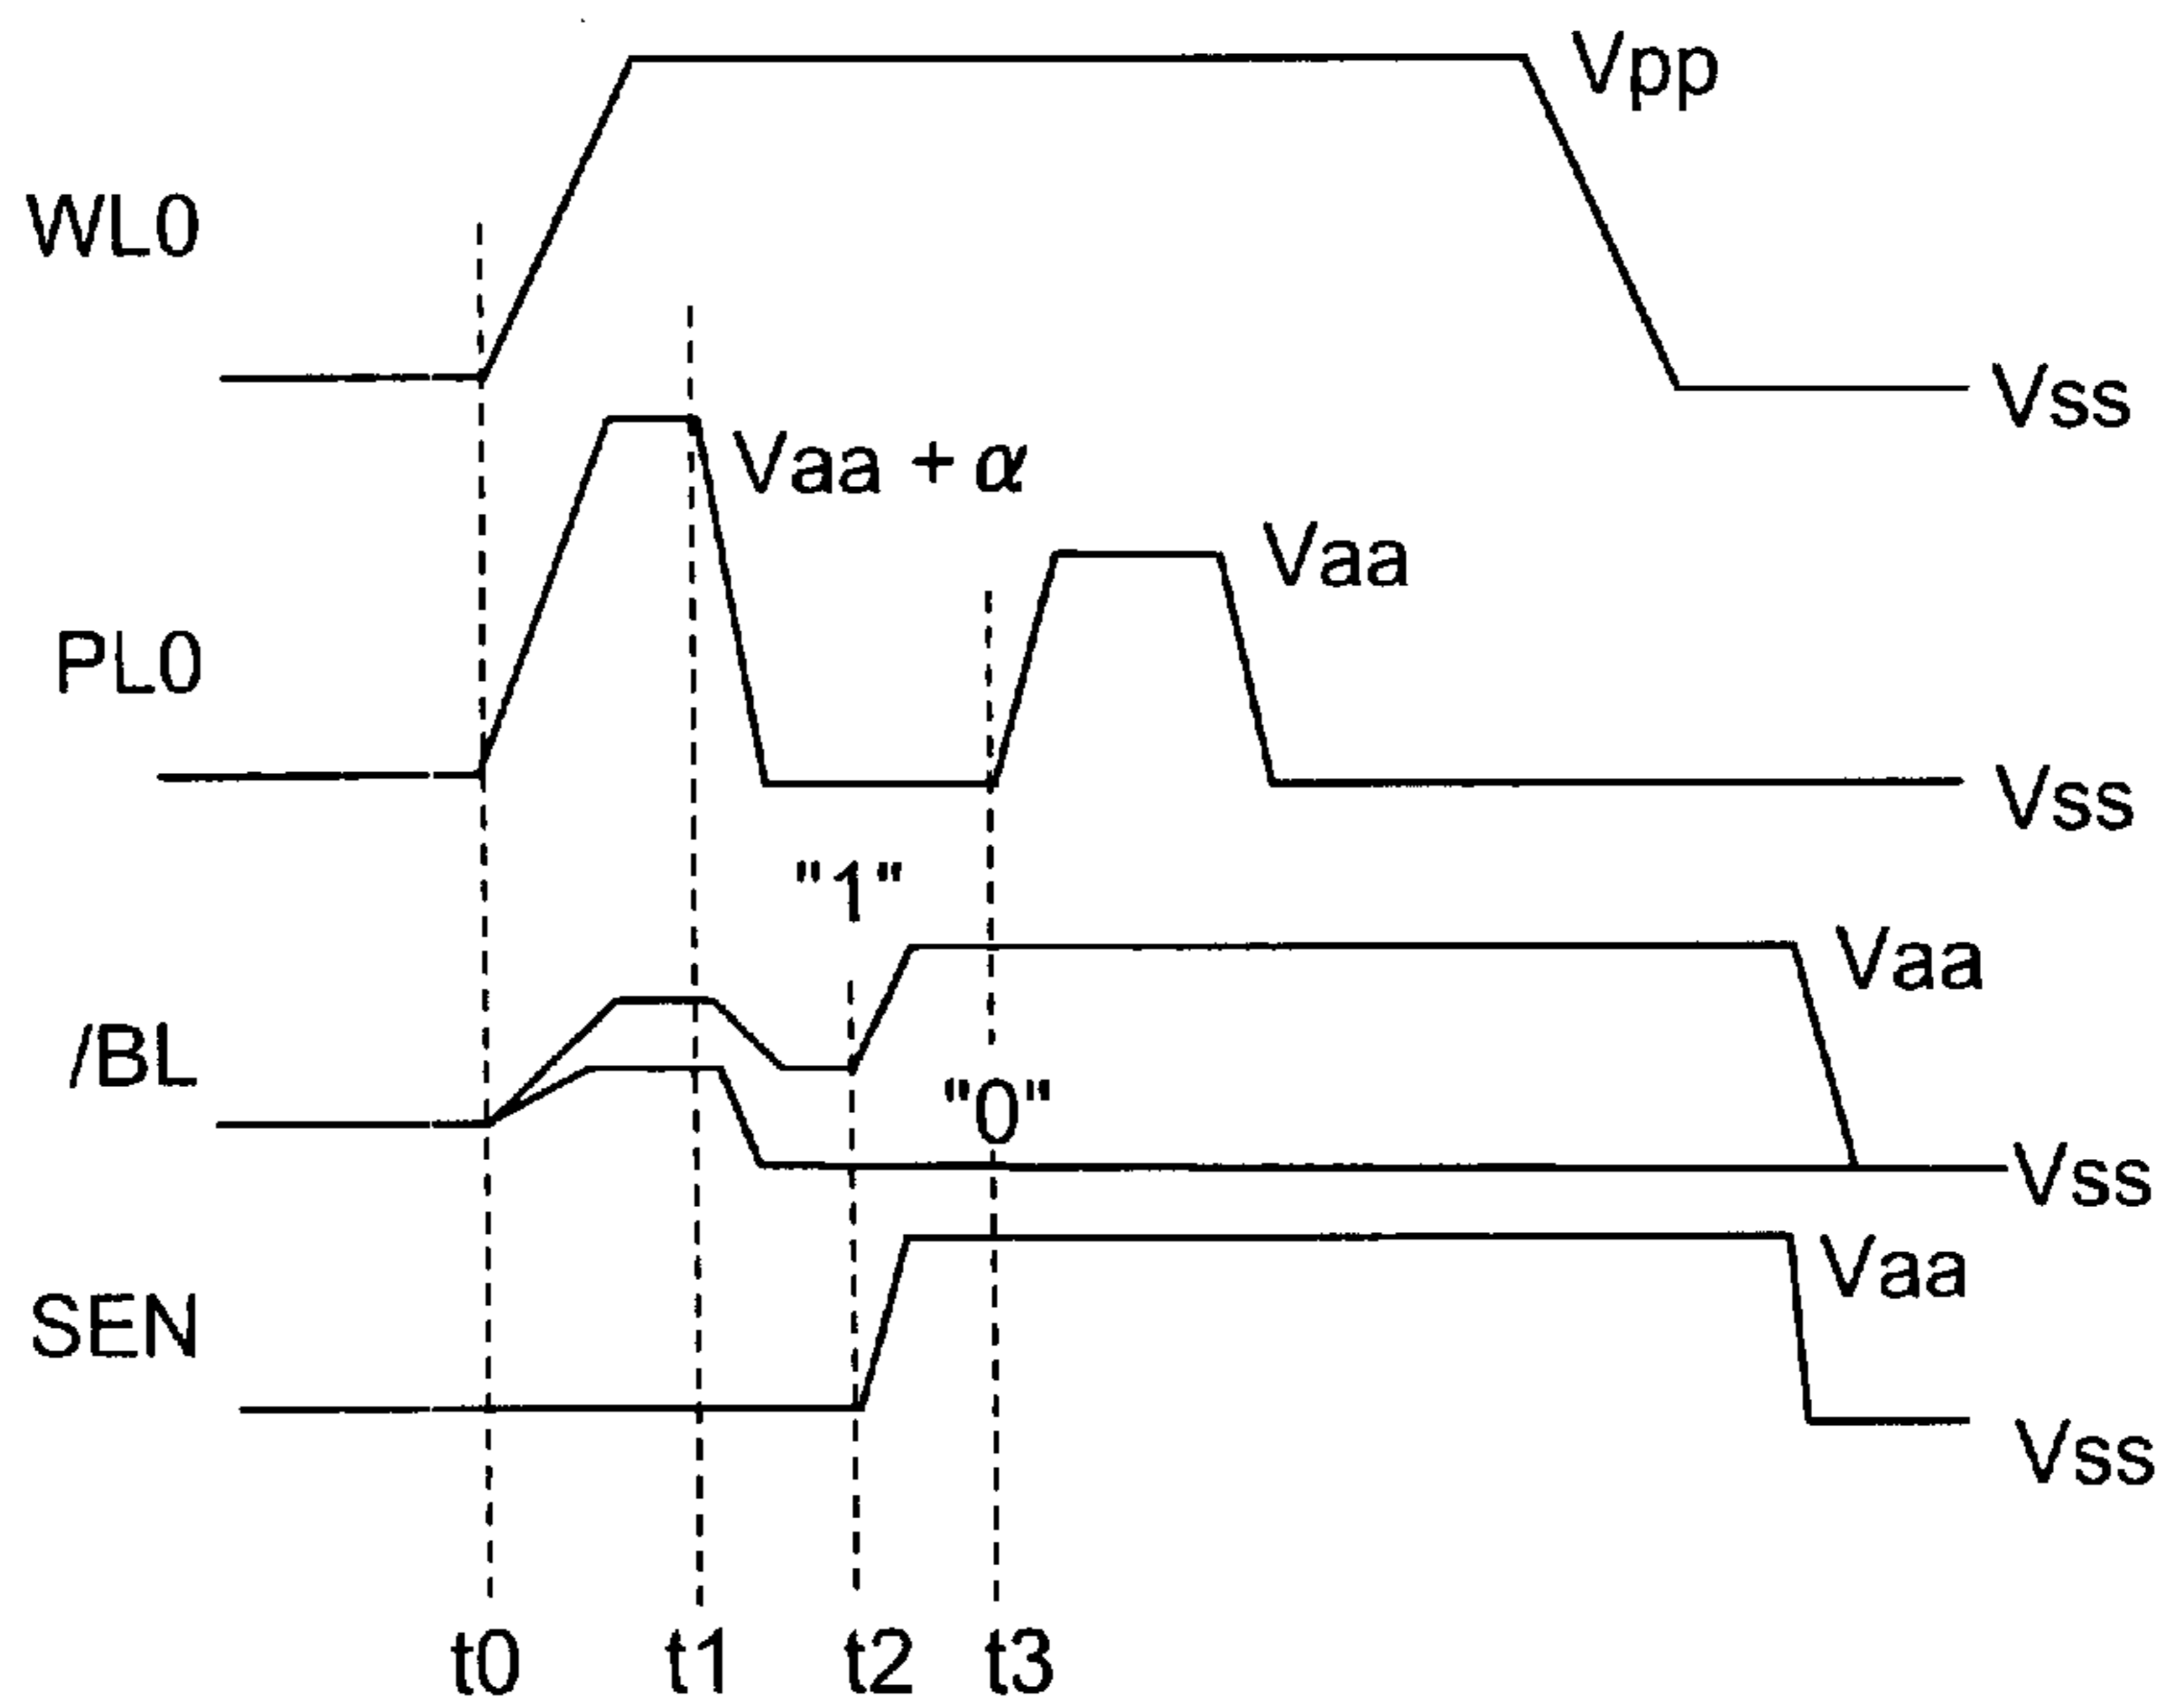 Vpp
WL0
Vss
Vaa + α
Vaa
PL0
Vss
"1"
Vaa
/BL
"0"
Vss
Vaa
SEN
Vss
t0 t1 t2 t3